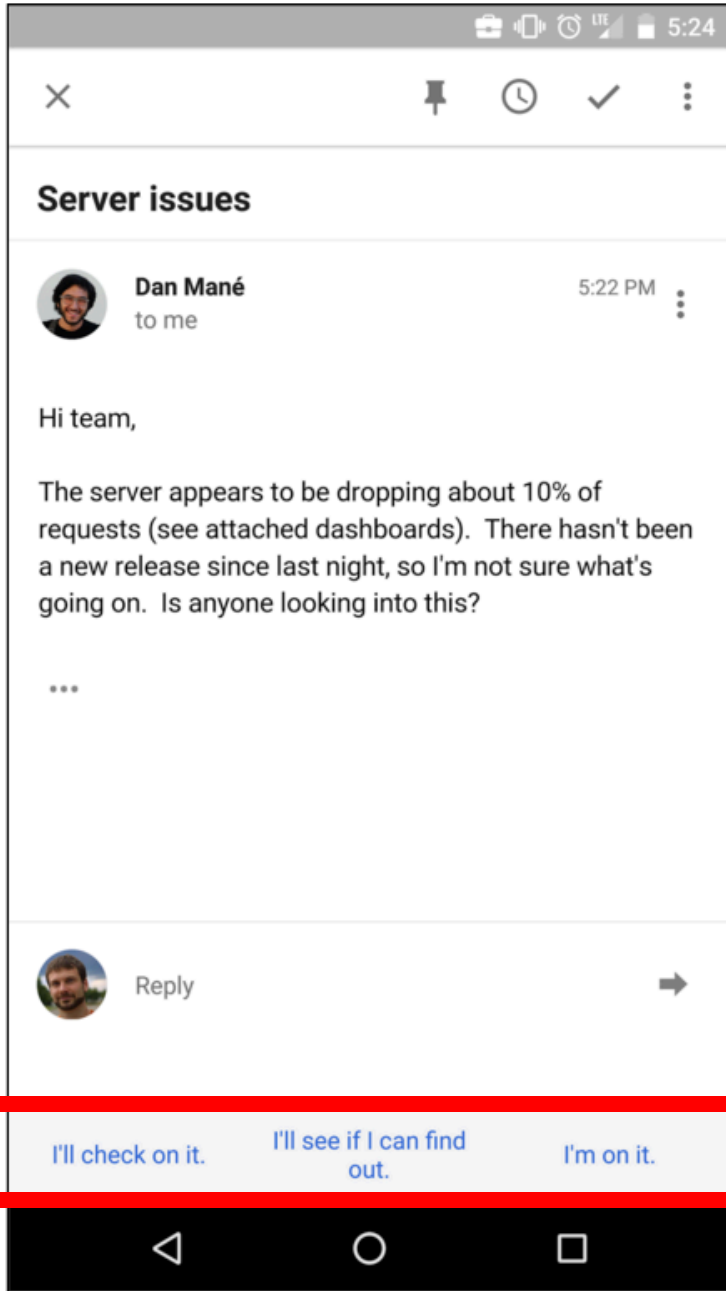 LTE 5:24
Server issues
Dan Mané 5:22 PM
to me
Hi team,
The server appears to be dropping about 10% of
requests (see attached dashboards).  There hasn't been
a new release since last night, so I'm not sure what's
going on.  Is anyone looking into this?
Reply
I'll check on it.
I'll see if I can find
out.
I'm on it.